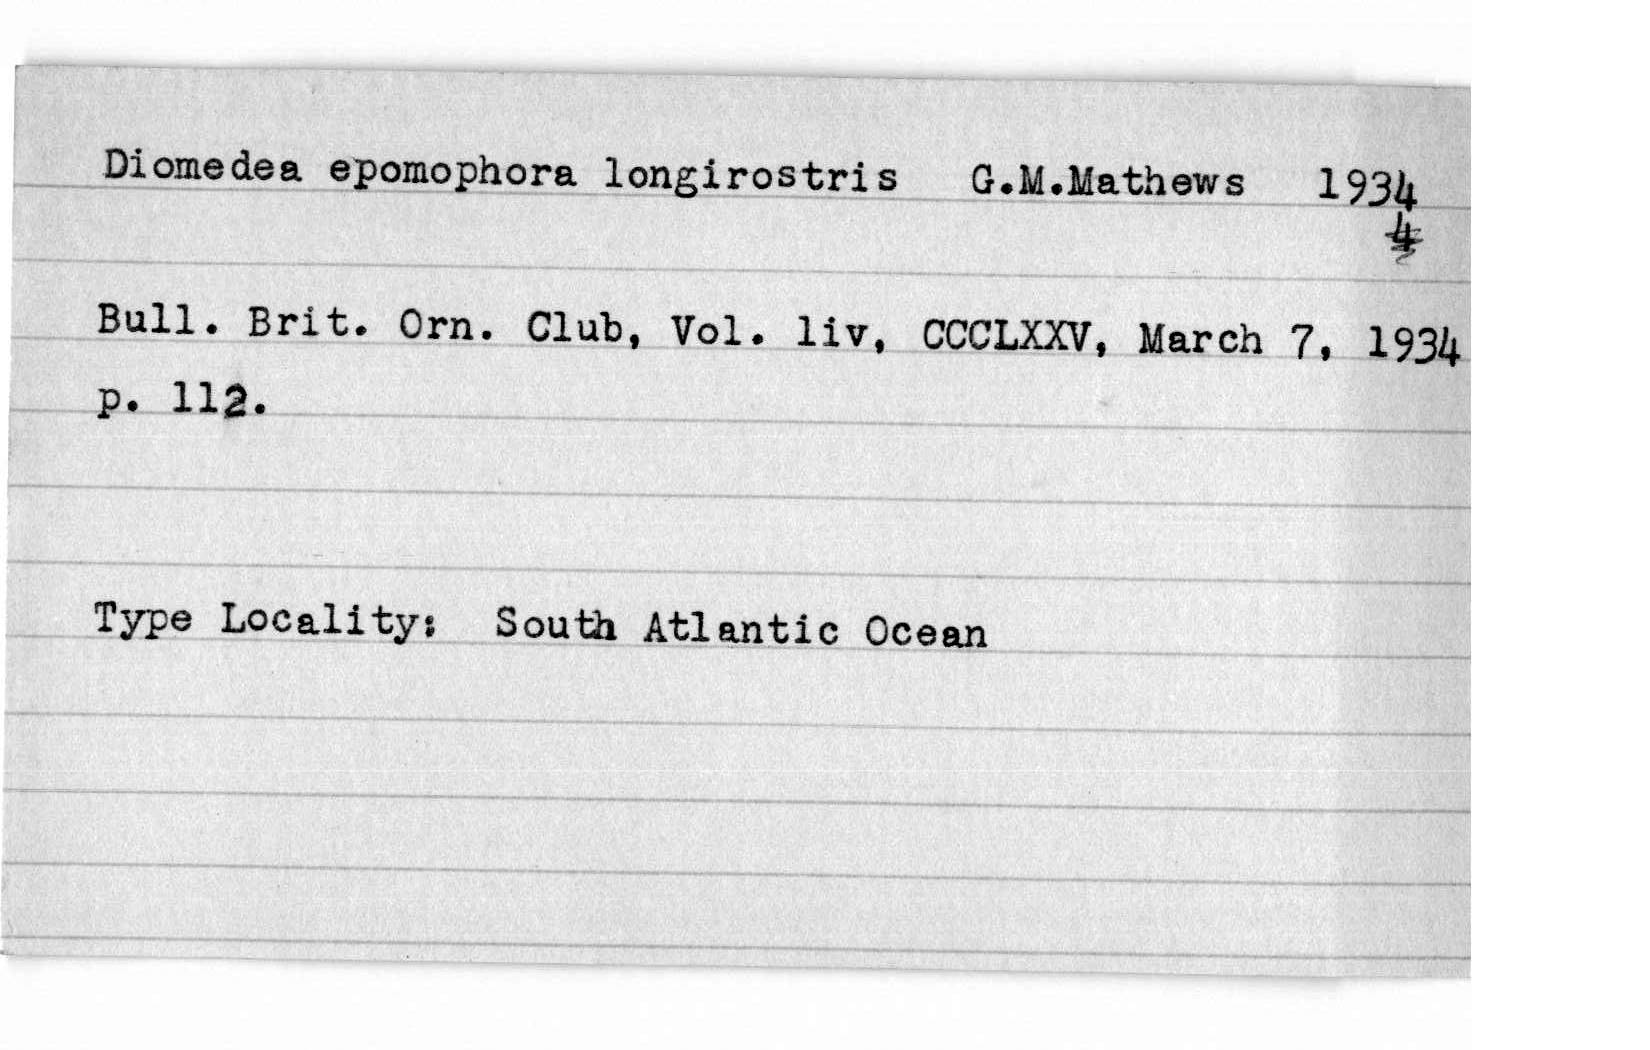 Diomedea epomophora longirostris G.M.Mathews 1934
4
Bull. Brit. Orn. Club, Vol. liv, CCCLXXV, March 7, 1934
p. 112.
Type Locality: South Atlantic Ocean